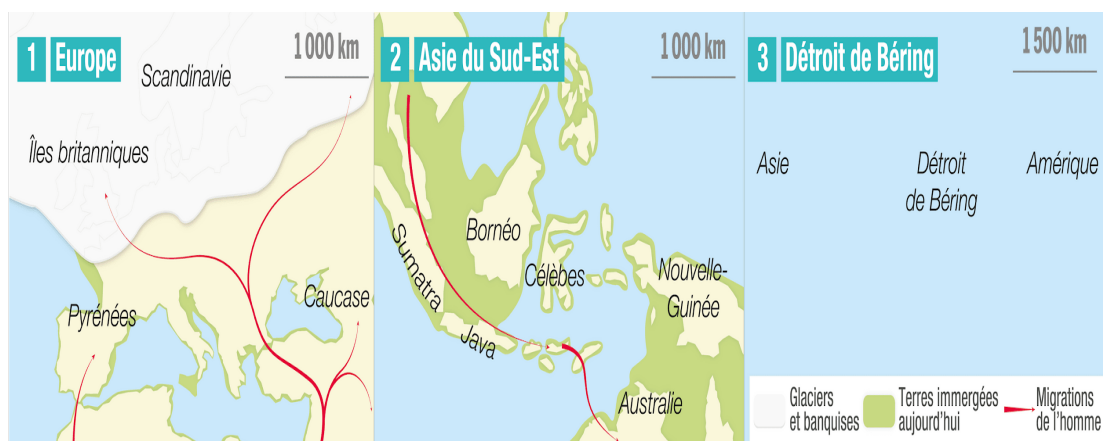 1 Europe
1 000 km
Scandinavie
Îles britanniques
Pyrénées
Caucase
2 Asie du Sud-Est
1 000 km
Sumatra
Bornéo
Célèbes
Nouvelle-
Guinée
Java
Australie
3 Détroit de Béring
1 500 km
Asie
Détroit
de Béring
Amérique
Glaciers
et banquises
Terres immergées
aujourd'hui
Migrations
de l'homme